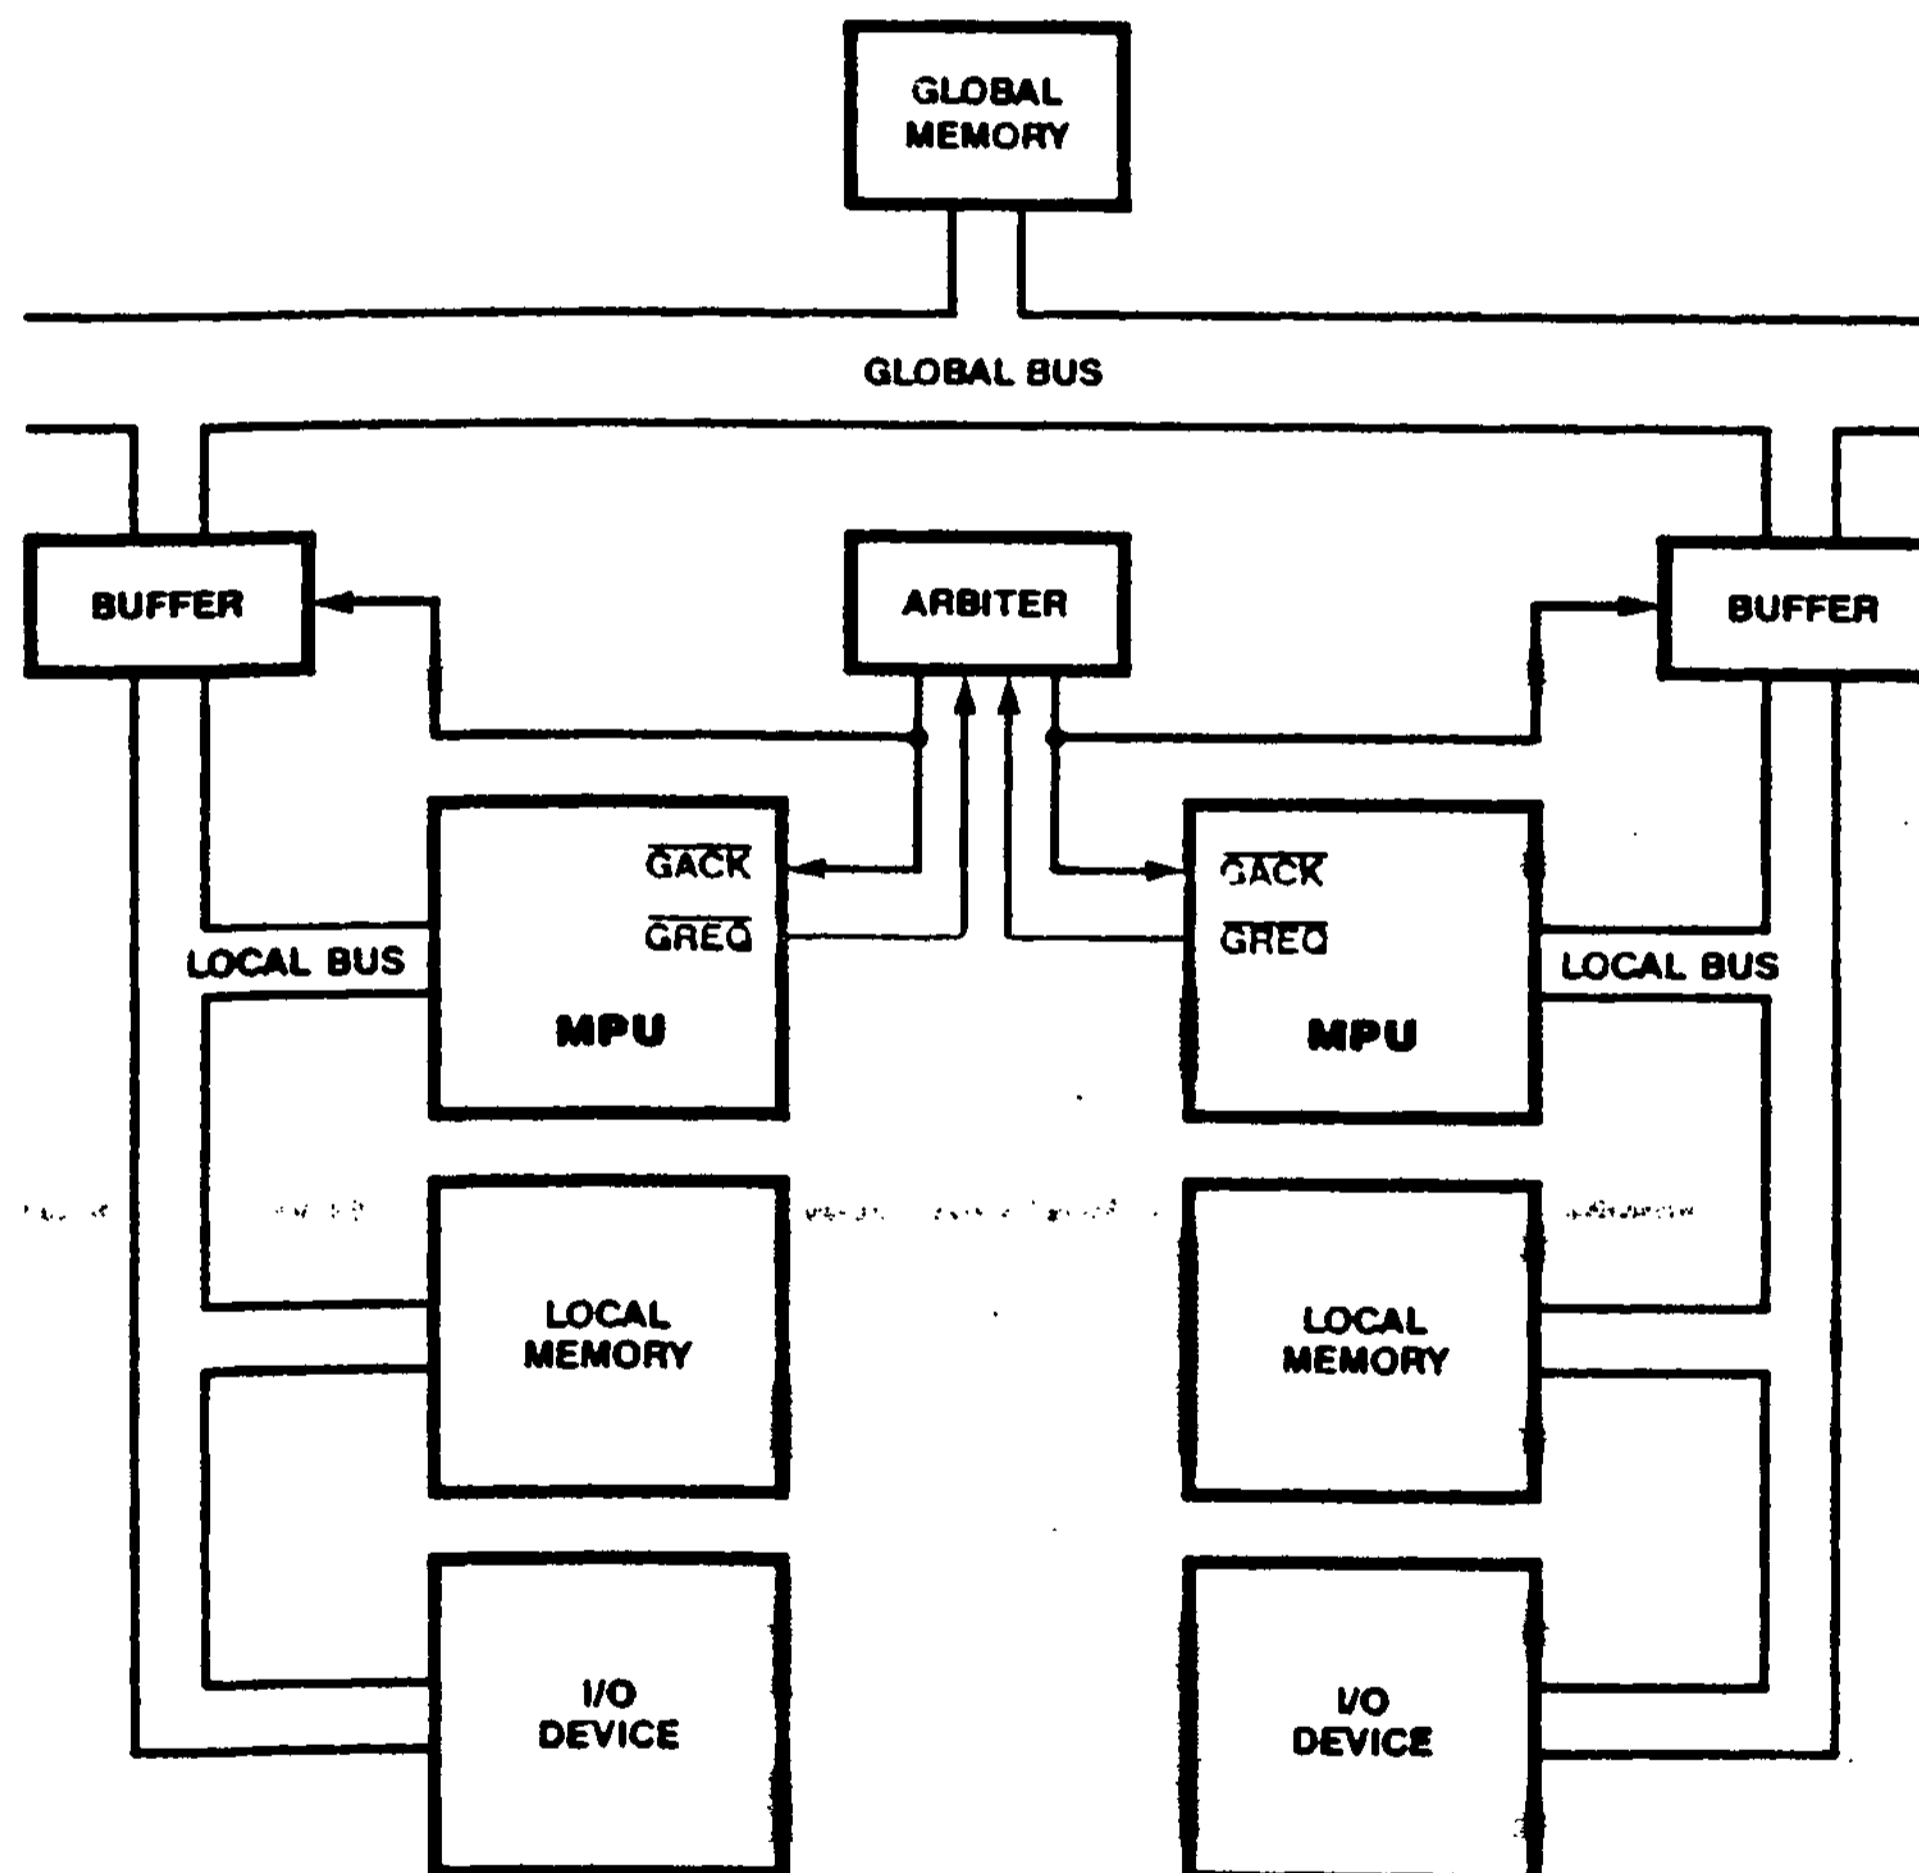 GLOBAL
MEMORY
GLOBAL BUS
BUFFER
ARBITER
BUFFER
GACK
GREQ
MPU
LOCAL BUS
GACK
GREQ
MPU
LOCAL BUS
LOCAL
MEMORY
LOCAL
MEMORY
I/O
DEVICE
I/O
DEVICE